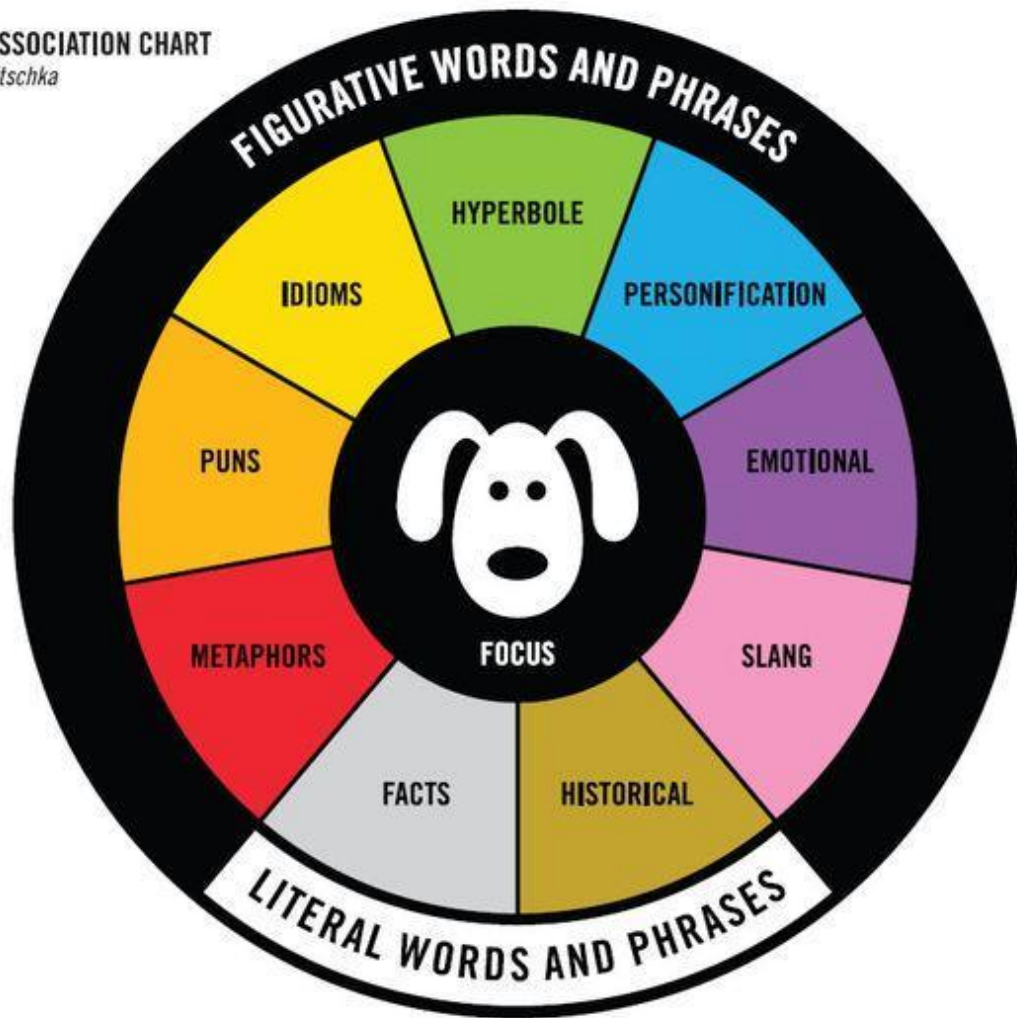 SSOCIATION CHART
tschka
FIGURATIVE WORDS AND PHRASES
HYPERBOLE
IDIOMS
PERSONIFICATION
PUNS
EMOTIONAL
METAPHORS
FOCUS
SLANG
FACTS
HISTORICAL
LITERAL WORDS AND PHRASES